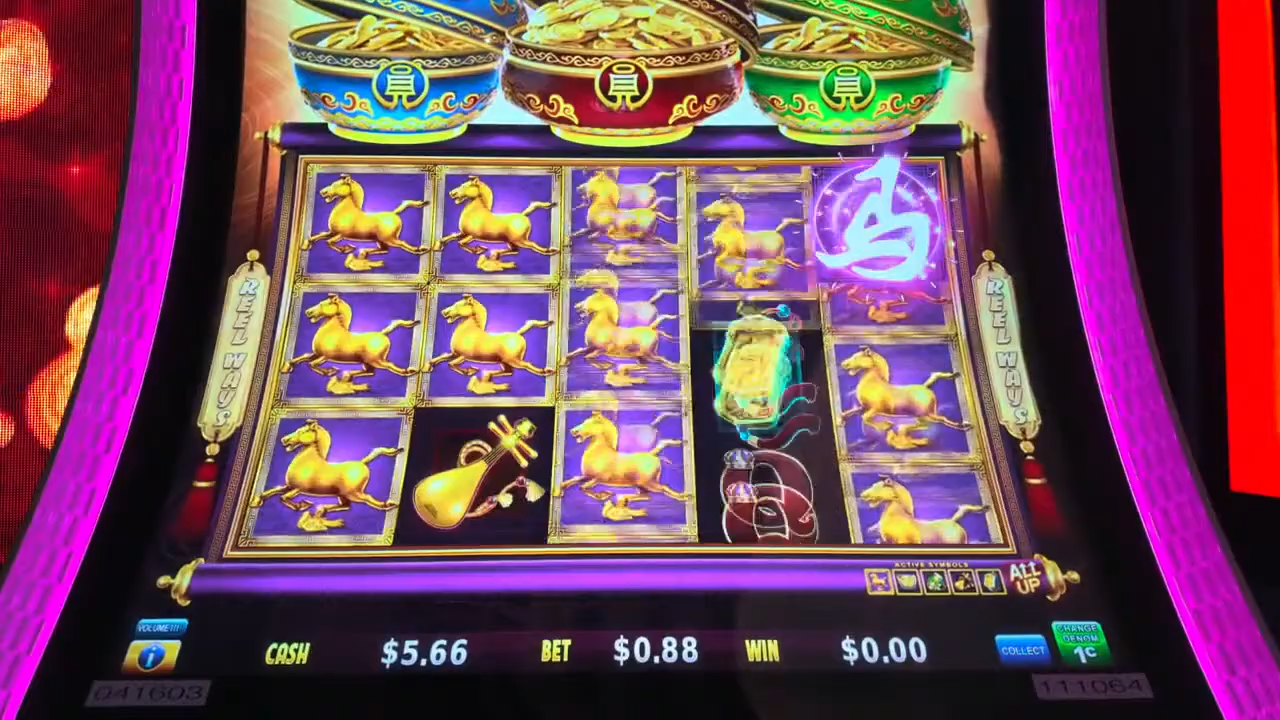 马
REEL WAYS
REEL WAYS
ACTIVE SYMBOLS
ALL UP
VOLUME!!!
i
CASH $5.66 BET $0.88 WIN $0.00
COLLECT
CHANGE DENOM
1¢
041603
111064